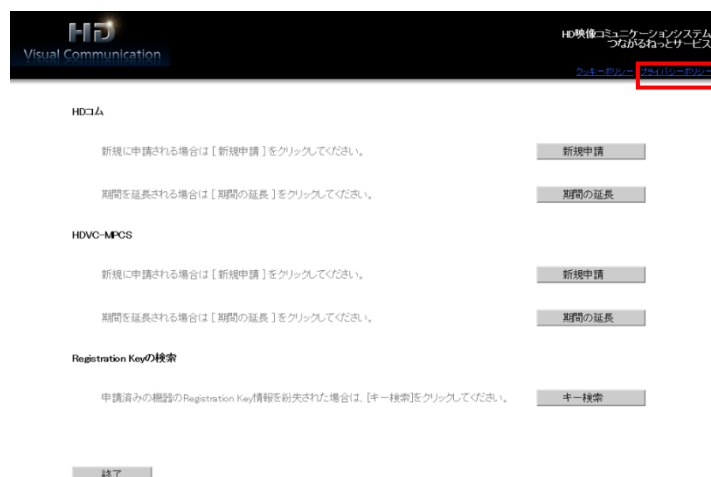 HD
Visual Communication
HD映像コミュニケーションシステム
つながるねっとサービス
クッキーポリシー プライバシーポリシー
HDコム
新規に申請される場合は [ 新規申請 ] をクリックしてください。
新規申請
期間を延長される場合は [ 期間の延長 ] をクリックしてください。
期間の延長
HDVC-MPCS
新規に申請される場合は [ 新規申請 ] をクリックしてください。
新規申請
期間を延長される場合は [ 期間の延長 ] をクリックしてください。
期間の延長
Registration Keyの検索
申請済みの機器のRegistration Key情報を紛失された場合は、[キー検索]をクリックしてください。
キー検索
終了